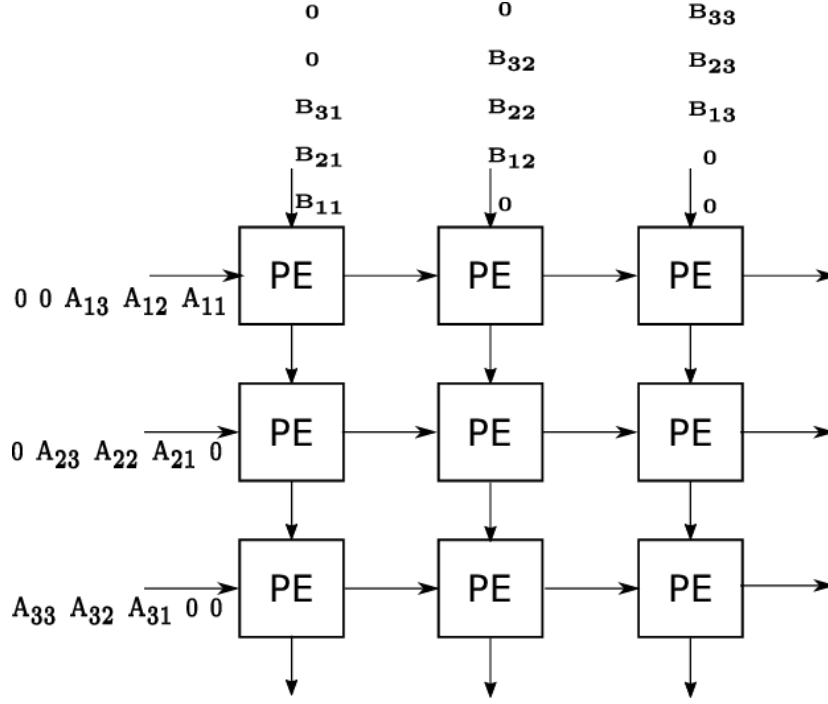 0 0 B₃₃
0 B₃₂ B₂₃
B₃₁ B₂₂ B₁₃
B₂₁ B₁₂ 0
B₁₁ 0 0
PE PE PE
0 0 A₁₃ A₁₂ A₁₁
PE PE PE
0 A₂₃ A₂₂ A₂₁ 0
PE PE PE
A₃₃ A₃₂ A₃₁ 0 0